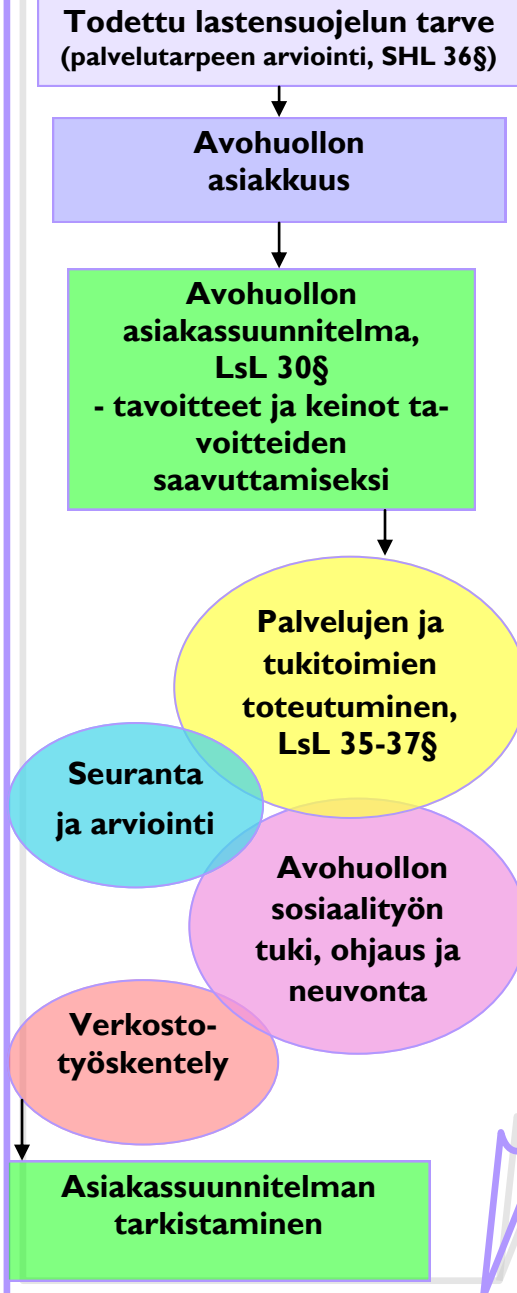 Todettu lastensuojelun tarve
(palvelutarpeen arviointi, SHL 36§)
Avohuollon
asiakkuus
Avohuollon
asiakassuunnitelma,
LsL 30§
- tavoitteet ja keinot ta-
voitteiden
saavuttamiseksi
Palvelujen ja
tukitoimien
toteutuminen,
LsL 35-37§
Seuranta
ja arviointi
Avohuollon
sosiaalityön
tuki, ohjaus ja
neuvonta
Verkosto-
työskentely
Asiakassuunnitelman
tarkistaminen